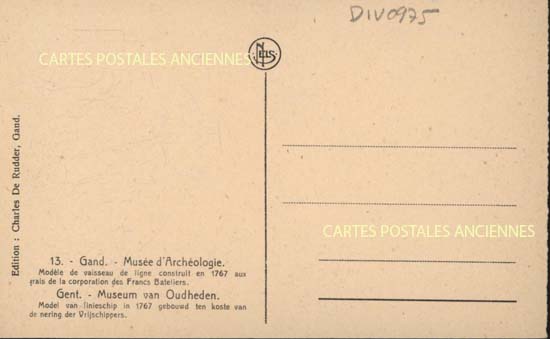 DIV0975
CARTES POSTALES ANCIENNES
Nels
Edition : Charles De Rudder, Gand.
CARTES POSTALES ANCIENNES
13. - Gand. - Musée d'Archéologie.
Modèle de vaisseau de ligne construit en 1767 aux
frais de la corporation des Francs Bateliers.
Gent. - Museum van Oudheden.
Model van linieschip in 1767 gebouwd ten koste van
de nering der Vrijschippers.